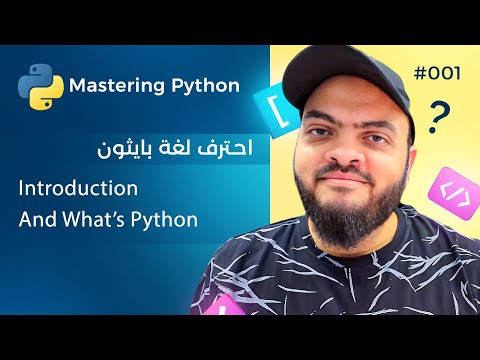 Mastering Python
#001
?
[
احترف لغة بايثون
Introduction
And What's Python
</>